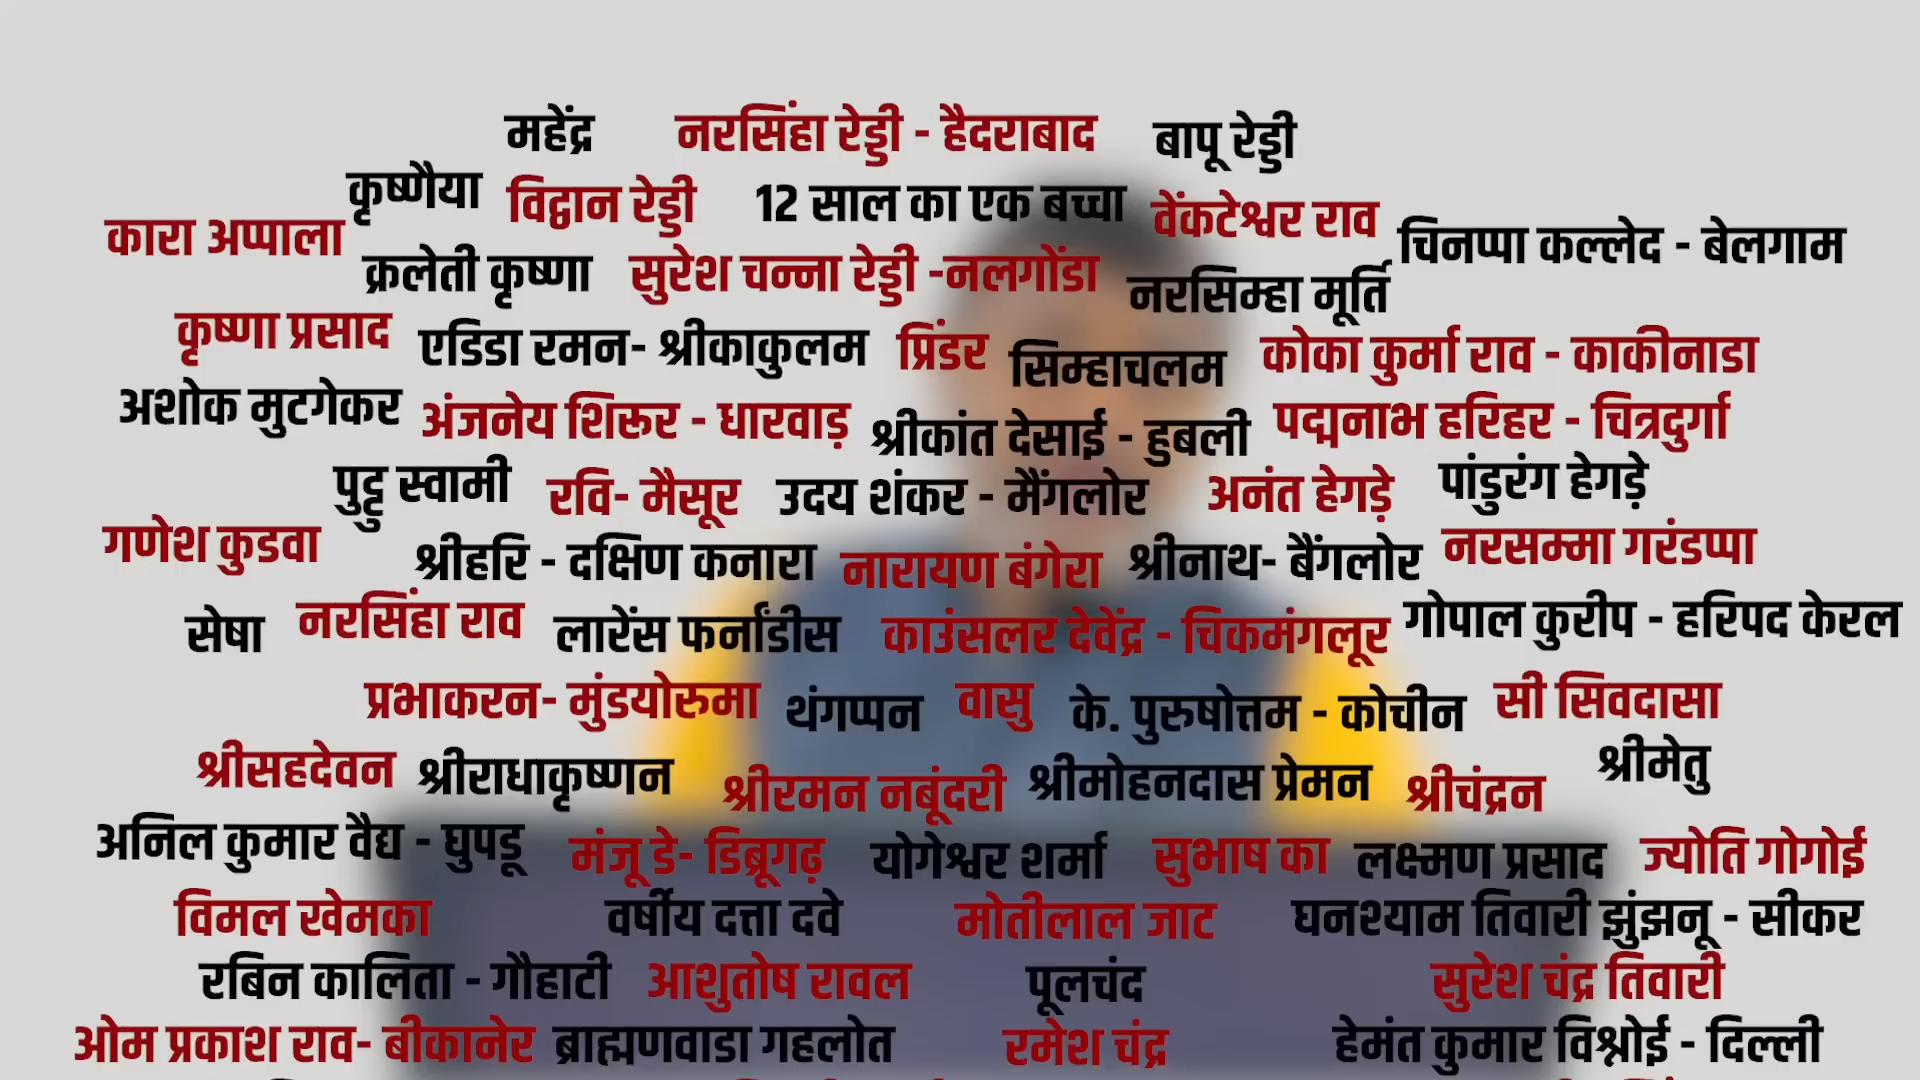 महेंद्र नरसिंहा रेड्डी - हैदराबाद बापू रेड्डी
कृष्णैया विद्वान रेड्डी 12 साल का एक बच्चा वेंकटेश्वर राव
कारा अप्पाला क्रलेती कृष्णा सुरेश चन्ना रेड्डी -नलगोंडा नरसिम्हा मूर्ति चिनप्पा कल्लेद - बेलगाम
कृष्णा प्रसाद एडिडा रमन- श्रीकाकुलम प्रिंडर सिम्हाचलम कोका कुर्मा राव - काकीनाडा
अशोक मुटगेकर अंजनेय शिरूर - धारवाड़ श्रीकांत देसाई - हुबली पद्मनाभ हरिहर - चित्रदुर्गा
पुट्टु स्वामी रवि- मैसूर उदय शंकर - मैंगलोर अनंत हेगड़े पांडुरंग हेगड़े
गणेश कुडवा श्रीहरि - दक्षिण कनारा नारायण बंगेरा श्रीनाथ- बैंगलोर नरसम्मा गरंडप्पा
सेषा नरसिंहा राव लारेंस फर्नांडीस काउंसलर देवेंद्र - चिकमंगलूर गोपाल कुरीप - हरिपद केरल
प्रभाकरन- मुंडयोरुमा थंगप्पन वासु के. पुरुषोत्तम - कोचीन सी सिवदासा
श्रीसहदेवन श्रीराधाकृष्णन श्रीरमन नबूंदरी श्रीमोहनदास प्रेमन श्रीचंद्रन श्रीमेतु
अनिल कुमार वैद्य - घुपडू मंजू डे- डिब्रूगढ़ योगेश्वर शर्मा सुभाष का लक्ष्मण प्रसाद ज्योति गोगोई
विमल खेमका वर्षीय दत्ता दवे मोतीलाल जाट घनश्याम तिवारी झुंझनू - सीकर
रबिन कालिता - गौहाटी आशुतोष रावल पूलचंद सुरेश चंद्र तिवारी
ओम प्रकाश राव- बीकानेर ब्राह्मणवाडा गहलोत रमेश चंद्र हेमंत कुमार विश्नोई - दिल्ली